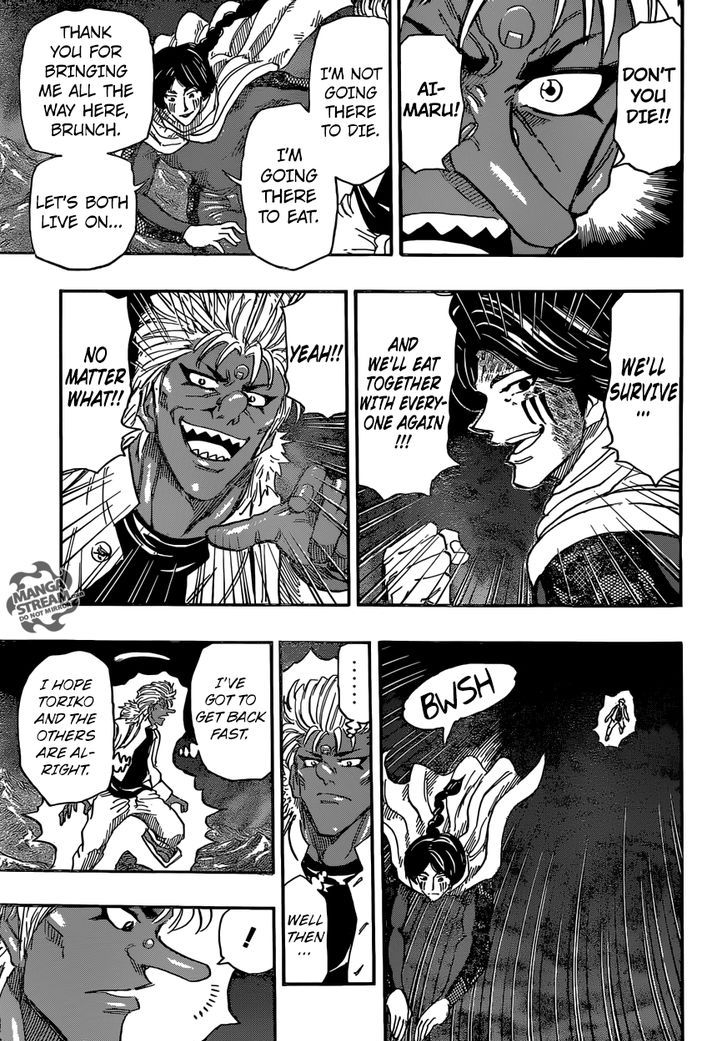 DON'T
YOU
DIE!!
AI-
MARU!
I'M NOT
GOING
THERE
TO DIE.
I'M
GOING
THERE
TO EAT.
THANK
YOU FOR
BRINGING
ME ALL THE
WAY HERE,
BRUNCH.
LET'S BOTH
LIVE ON...
WE'LL
SURVIVE
...
AND
WE'LL EAT
TOGETHER
WITH EVERY-
ONE AGAIN
!!!
YEAH!!
NO
MATTER
WHAT!!
MANGA
STREAM
DO NOT MIRROR
BWSH
......
WELL
THEN
...
I'VE
GOT TO
GET BACK
FAST.
I HOPE
TORIKO
AND THE
OTHERS
ARE AL-
RIGHT.
!